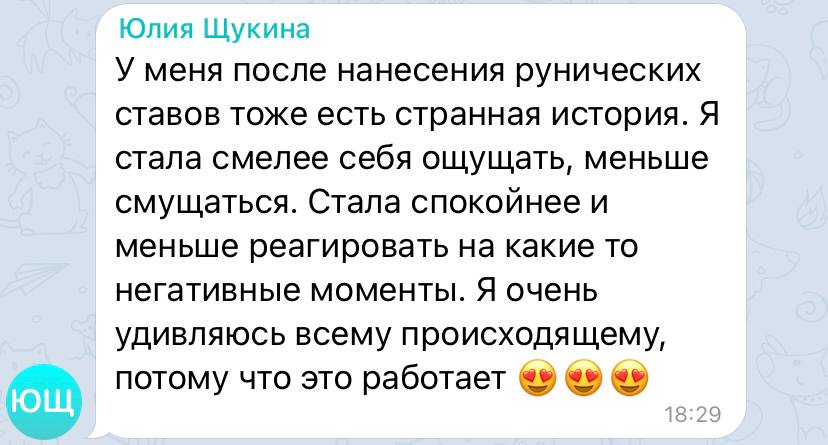 Юлия Щукина
У меня после нанесения рунических
ставов тоже есть странная история. Я
стала смелее себя ощущать, меньше
смущаться. Стала спокойнее и
меньше реагировать на какие то
негативные моменты. Я очень
удивляюсь всему происходящему,
потому что это работает 😍 😍 😍
ЮЩ
18:29